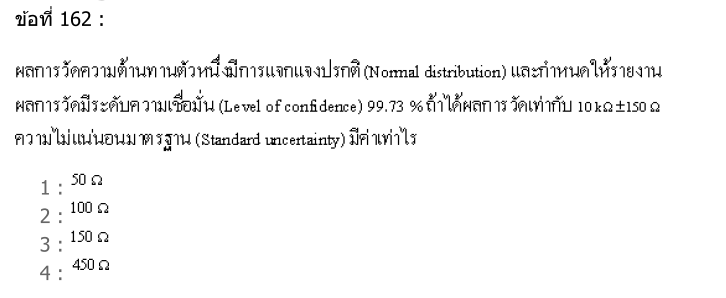 ข้อที่ 162 :
ผลการวัดความต้านทานตัวหนึ่งมีการแจกแจงปรกติ (Normal distribution) และกำหนดให้รายงาน
ผลการวัดมีระดับความเชื่อมั่น (Level of confidence) 99.73 % ถ้าได้ผลการวัดเท่ากับ 10 kΩ ±150 Ω
ความไม่แน่นอนมาตรฐาน (Standard uncertainty) มีค่าเท่าไร
1 : 50 Ω
2 : 100 Ω
3 : 150 Ω
4 : 450 Ω